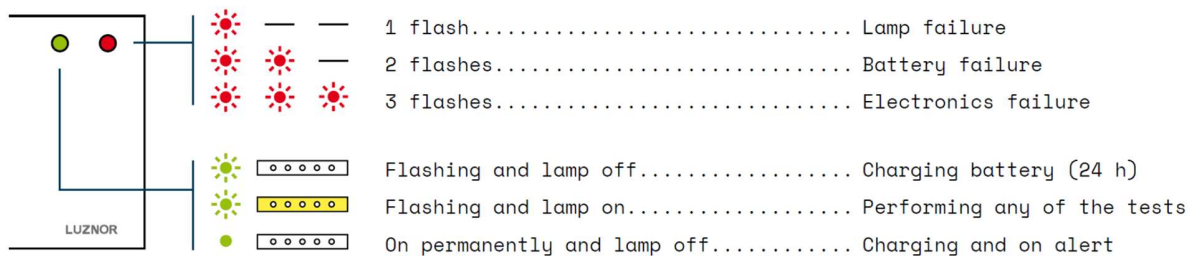 1 flash................................. Lamp failure
2 flashes............................... Battery failure
3 flashes............................... Electronics failure
Flashing and lamp off................... Charging battery (24 h)
Flashing and lamp on.................... Performing any of the tests
LUZNOR
On permanently and lamp off............. Charging and on alert